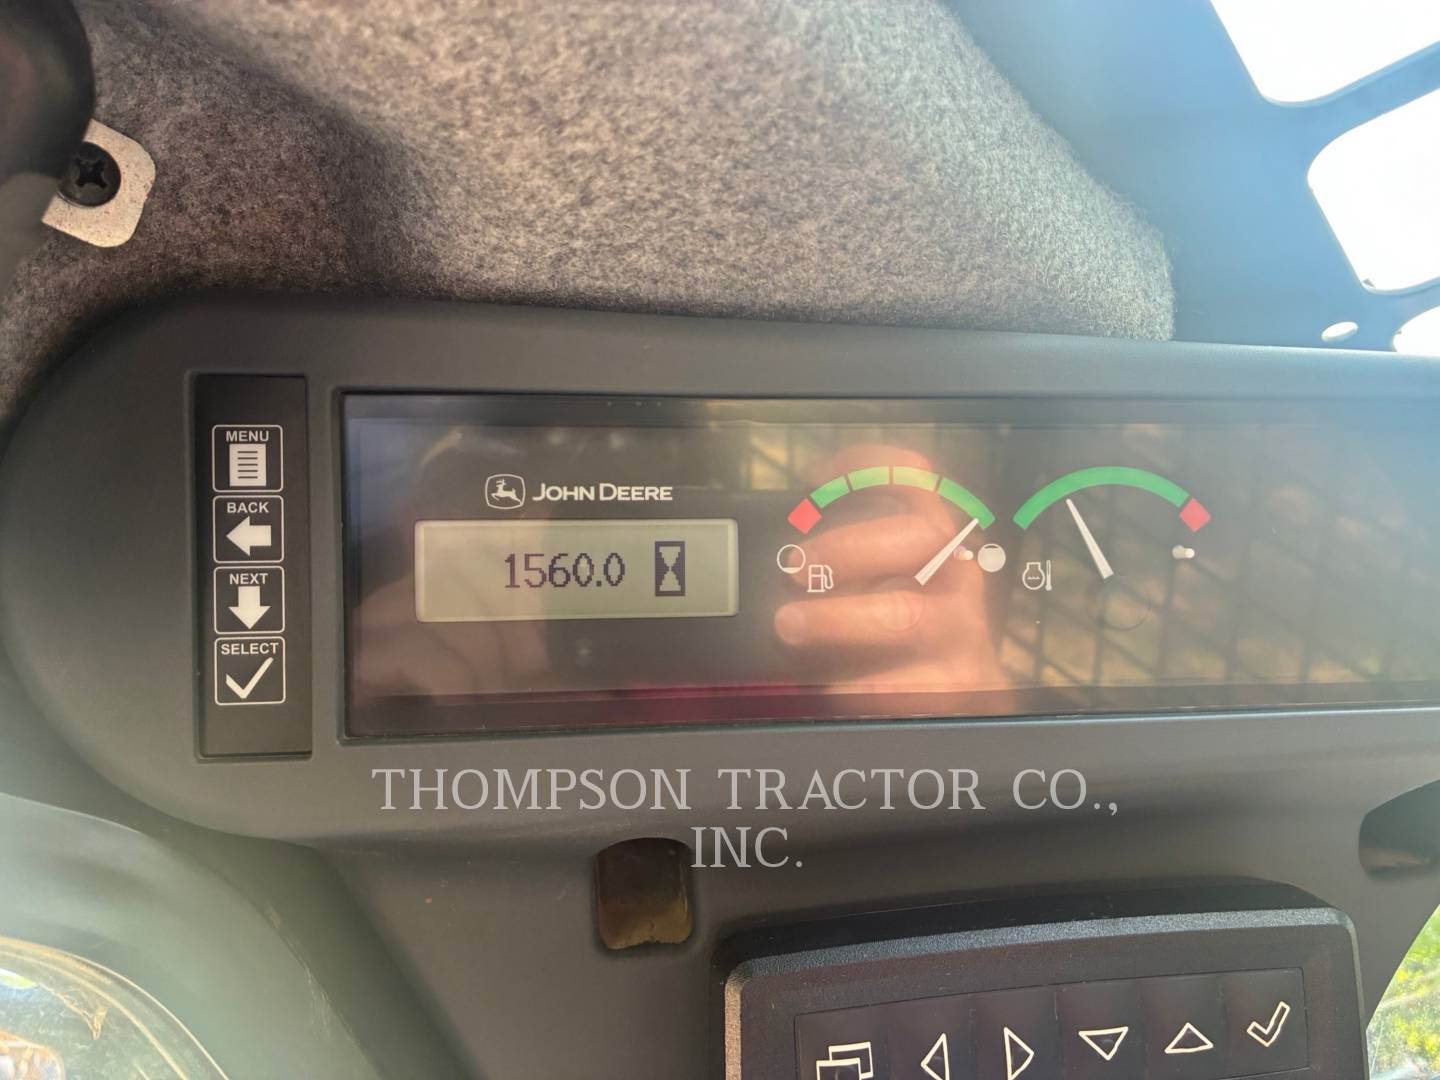 MENU
BACK
NEXT
SELECT
JOHN DEERE
1560.0
THOMPSON TRACTOR CO.,
INC.